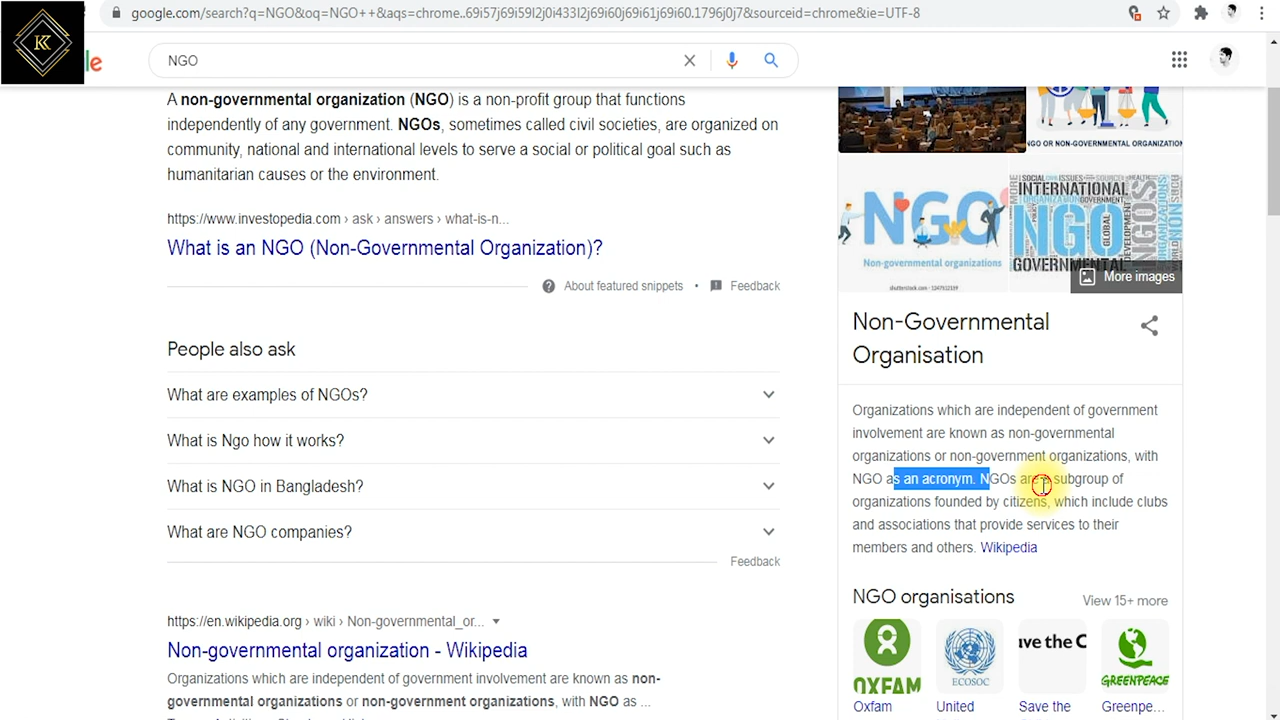 google.com/search?q=NGO&oq=NGO++&aqs=chrome..69i57j69i59l2j0i433l2j69i60j69i61j69i60.1796j0j7&sourceid=chrome&ie=UTF-8
NGO
A non-governmental organization (NGO) is a non-profit group that functions
independently of any government. NGOs, sometimes called civil societies, are organized on
community, national and international levels to serve a social or political goal such as
humanitarian causes or the environment.
https://www.investopedia.com › ask › answers › what-is-n...
What is an NGO (Non-Governmental Organization)?
About featured snippets • Feedback
People also ask
What are examples of NGOs?
What is Ngo how it works?
What is NGO in Bangladesh?
What are NGO companies?
Feedback
https://en.wikipedia.org › wiki › Non-governmental_or...
Non-governmental organization - Wikipedia
Organizations which are independent of government involvement are known as non-
governmental organizations or non-government organizations, with NGO as ...
NGO OR NON-GOVERNMENTAL ORGANIZATION
NGO
Non-governmental organizations
INTERNATIONAL
NGO
GLOBAL
GOVERNMENTAL
More images
Non-Governmental
Organisation
Organizations which are independent of government
involvement are known as non-governmental
organizations or non-government organizations, with
NGO as an acronym. NGOs are a subgroup of
organizations founded by citizens, which include clubs
and associations that provide services to their
members and others. Wikipedia
NGO organisations
View 15+ more
OXFAM
ECOSOC
ave the C
GREENPEACE
Oxfam
United
Save the
Greenpe...